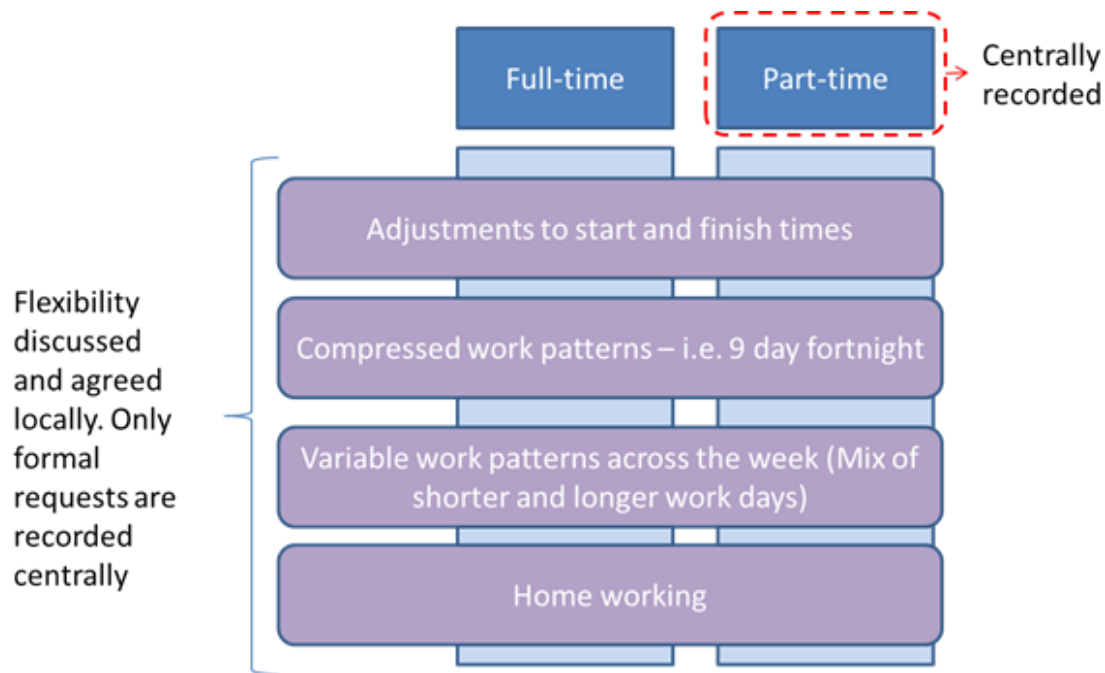 Full-time
Part-time
Centrally
recorded
Adjustments to start and finish times
Compressed work patterns – i.e. 9 day fortnight
Variable work patterns across the week (Mix of
shorter and longer work days)
Home working
Flexibility
discussed
and agreed
locally. Only
formal
requests are
recorded
centrally